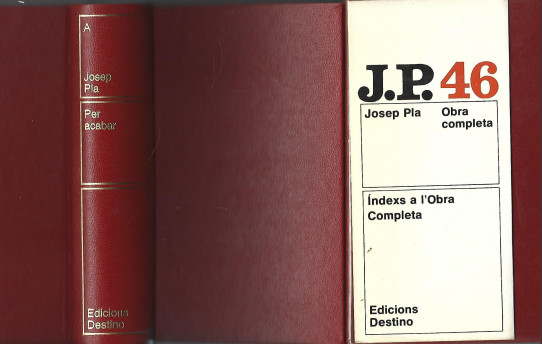 A
Josep
Pla
Per
acabar
Edicions
Destino
J.P. 46
Josep Pla Obra
completa
Índexs a l'Obra
Completa
Edicions
Destino